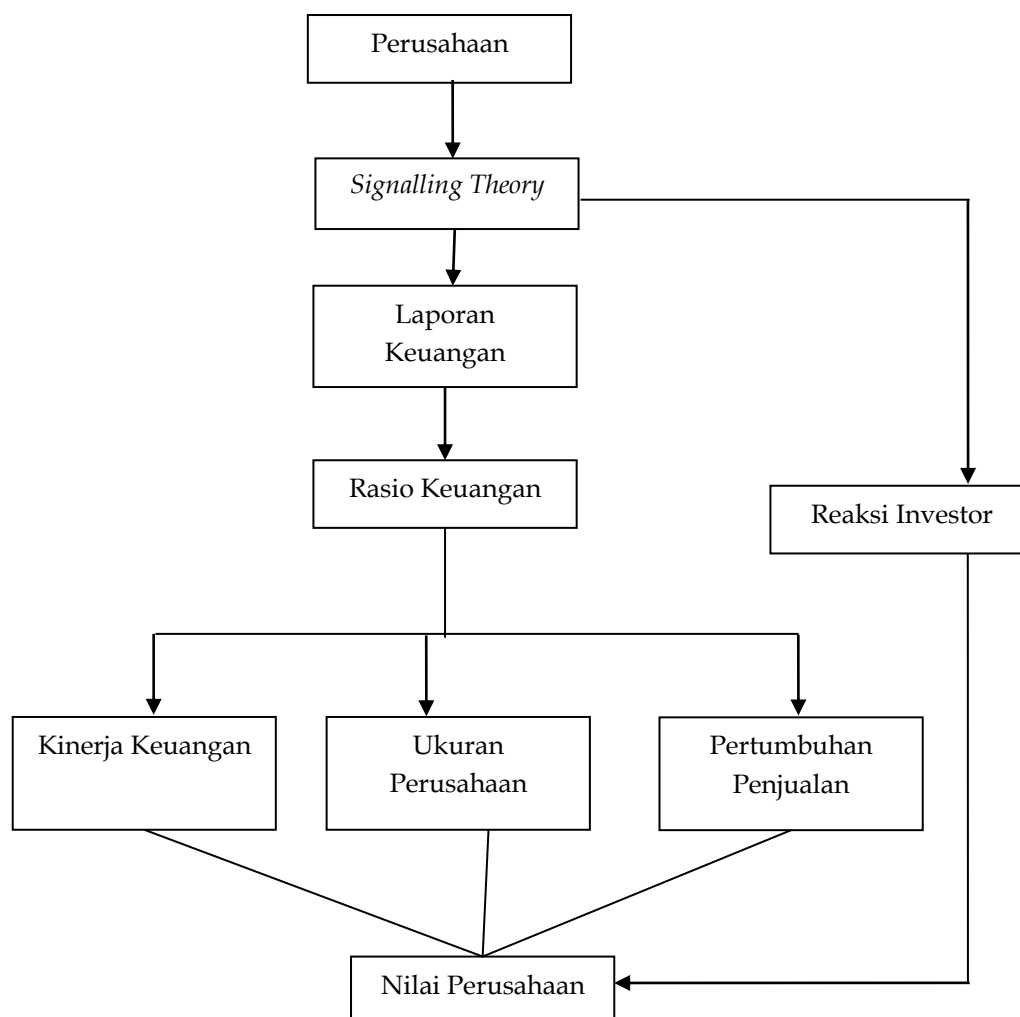 Perusahaan
Signalling Theory
Laporan
Keuangan
Rasio Keuangan
Reaksi Investor
Kinerja Keuangan
Ukuran
Perusahaan
Pertumbuhan
Penjualan
Nilai Perusahaan